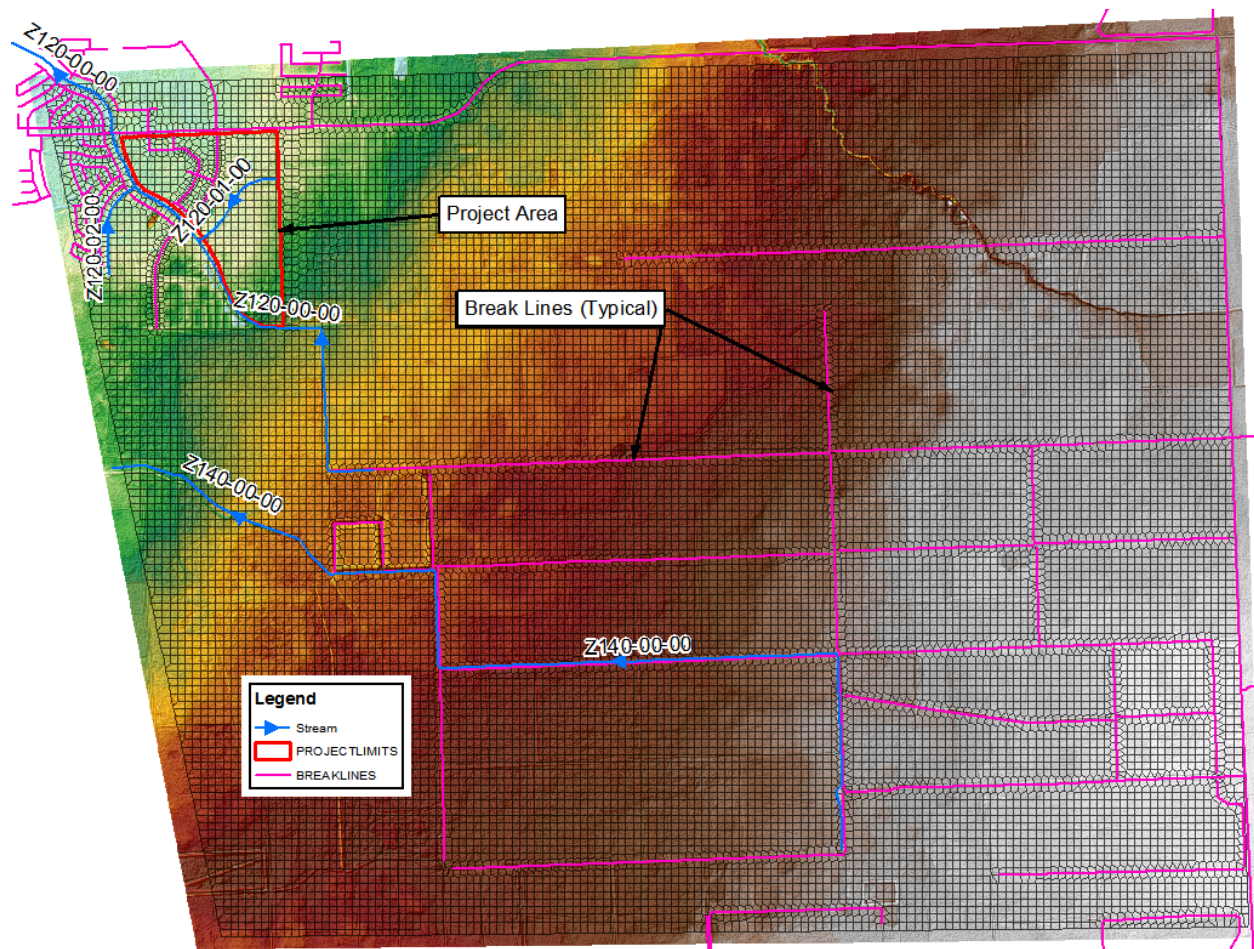 Z120-00-00
Z120-01-00
Z120-02-00
Project Area
Z120-00-00
Break Lines (Typical)
Z140-00-00
Z140-00-00
Legend
Stream
PROJECTLIMITS
BREAKLINES